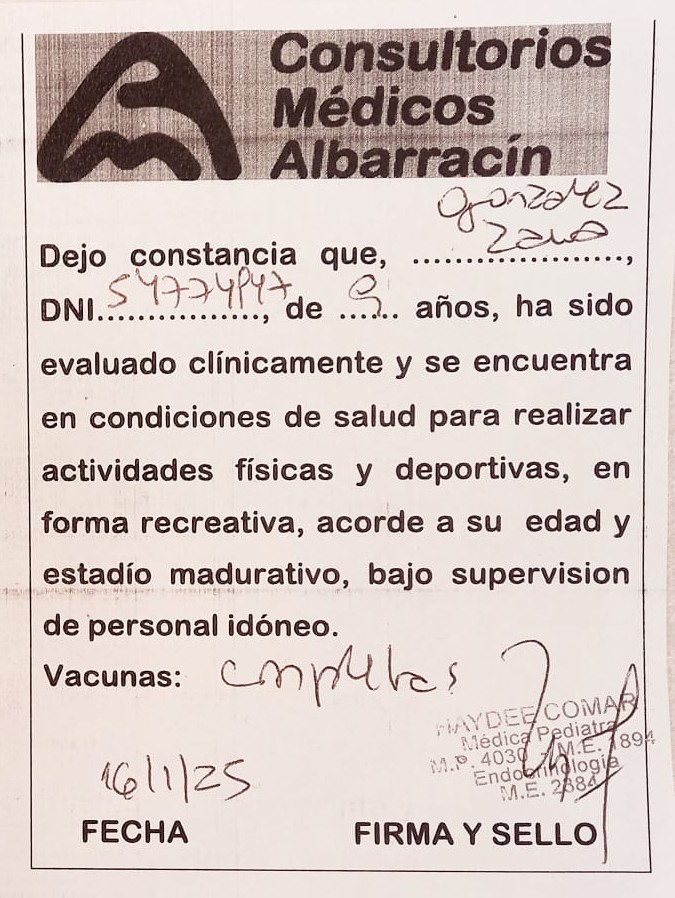 Consultorios
Médicos
Albarracín
Gonzalez
Dejo constancia que, ....................,
DNI................, de ...... años, ha sido
9
evaluado clínicamente y se encuentra
en condiciones de salud para realizar
actividades físicas y deportivas, en
forma recreativa, acorde a su edad y
estadío madurativo, bajo supervision
de personal idóneo.
Vacunas: completas
HAYDEE COMAR
Médica Pediatra
M.P. 4030 - M.E. 1894
Endocrinología
M.E. 2884
16/1/25
FECHA FIRMA Y SELLO